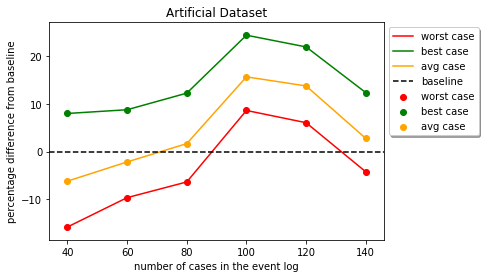 Artificial Dataset
percentage difference from baseline
20
10
0
−10
40
60
80
100
120
140
number of cases in the event log
worst case
best case
avg case
baseline
worst case
best case
avg case